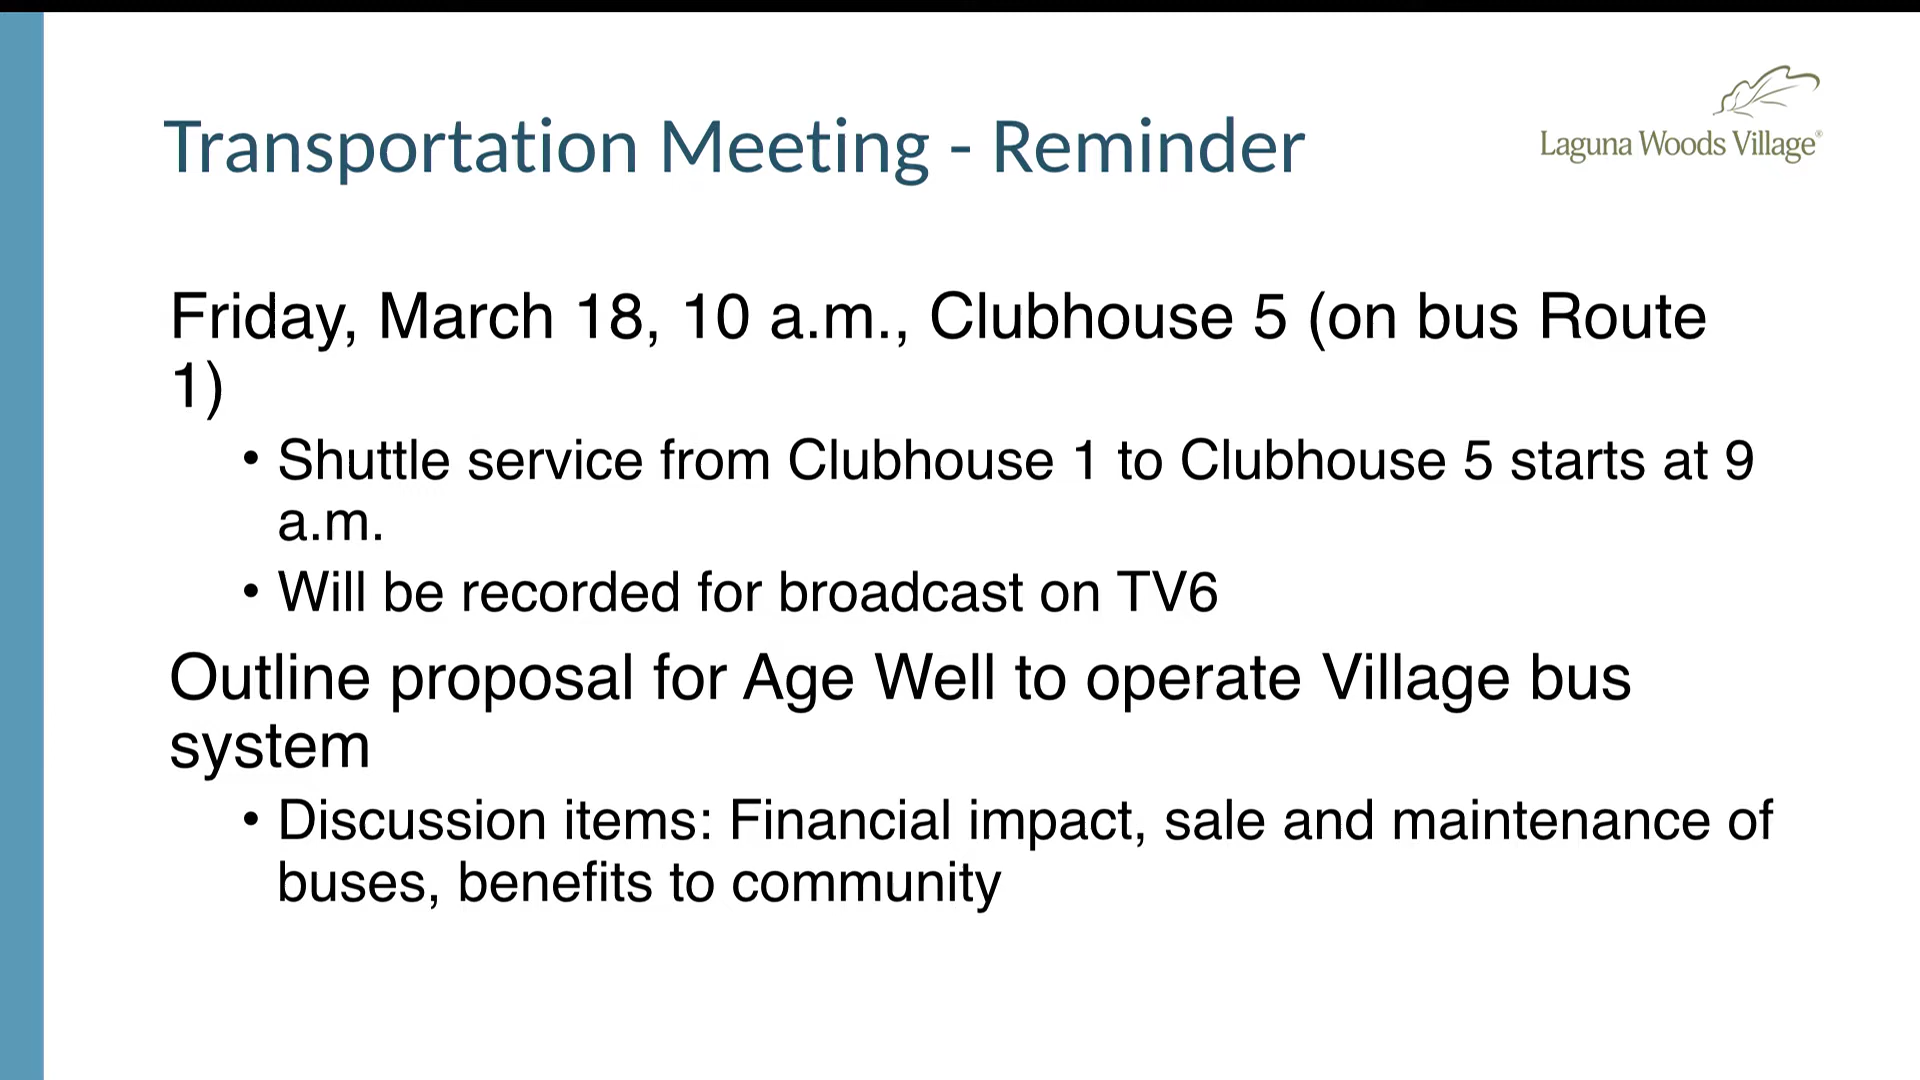 Transportation Meeting - Reminder
Laguna Woods Village®
Friday, March 18, 10 a.m., Clubhouse 5 (on bus Route
1)
• Shuttle service from Clubhouse 1 to Clubhouse 5 starts at 9
a.m.
• Will be recorded for broadcast on TV6
Outline proposal for Age Well to operate Village bus
system
• Discussion items: Financial impact, sale and maintenance of
buses, benefits to community